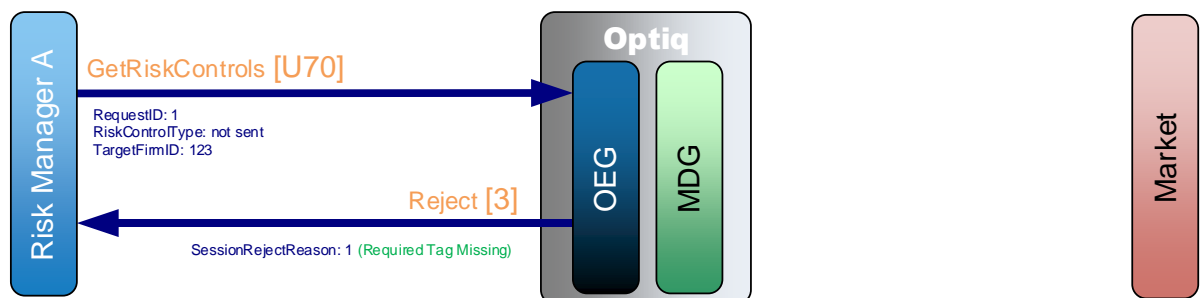 Optiq
Risk Manager A
GetRiskControls [U70]
RequestID: 1
RiskControlType: not sent
TargetFirmID: 123
OEG
MDG
Market
Reject [3]
SessionRejectReason: 1 (Required Tag Missing)